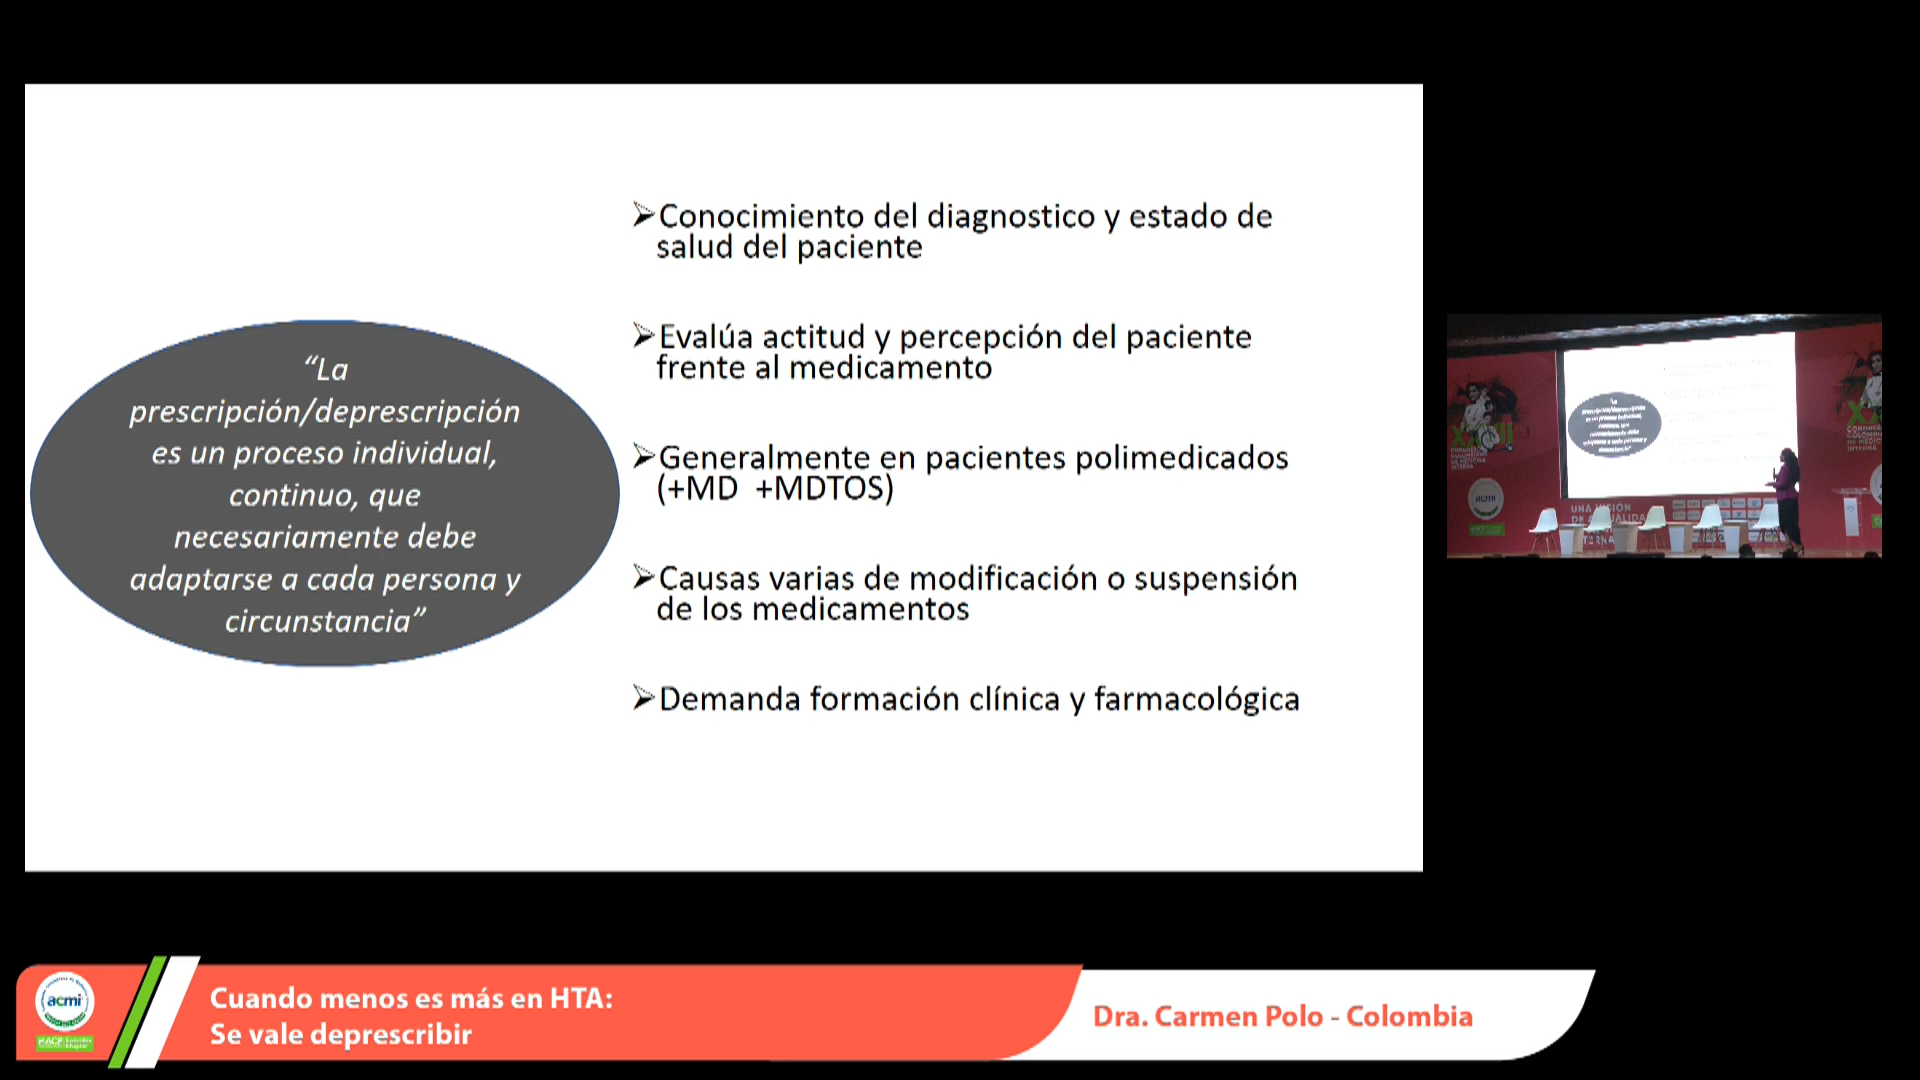 “La
prescripción/deprescripción
es un proceso individual,
continuo, que
necesariamente debe
adaptarse a cada persona y
circunstancia”
➢Conocimiento del diagnostico y estado de
salud del paciente
➢Evalúa actitud y percepción del paciente
frente al medicamento
➢Generalmente en pacientes polimedicados
(+MD +MDTOS)
➢Causas varias de modificación o suspensión
de los medicamentos
➢Demanda formación clínica y farmacológica
acmi
Cuando menos es más en HTA:
Se vale deprescribir
Dra. Carmen Polo - Colombia